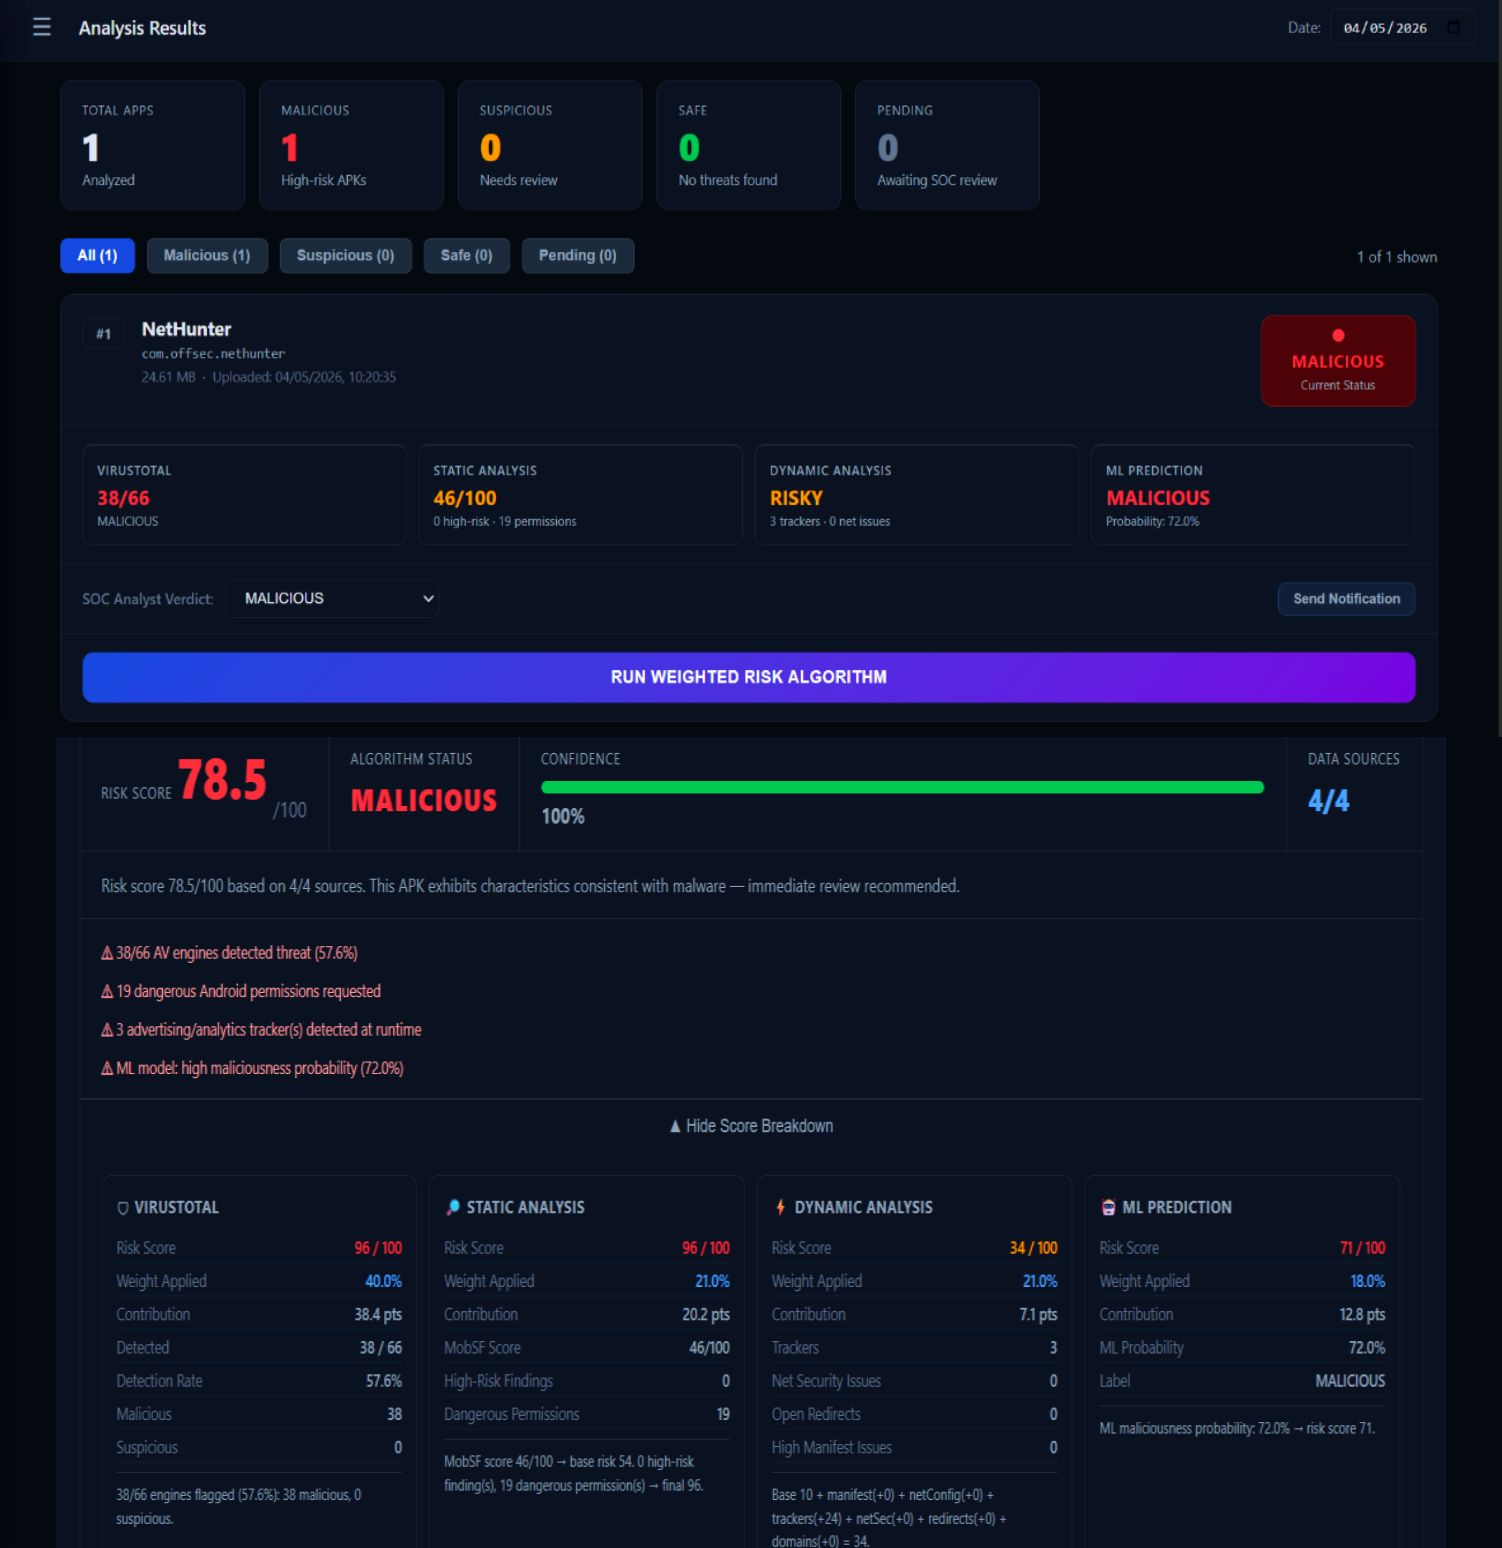 ☰ Analysis Results Date: 04/05/2026
TOTAL APPS
1
Analyzed
MALICIOUS
1
High-risk APKs
SUSPICIOUS
0
Needs review
SAFE
0
No threats found
PENDING
0
Awaiting SOC review
All (1) Malicious (1) Suspicious (0) Safe (0) Pending (0) 1 of 1 shown
#1
NetHunter
com.offsec.nethunter
24.61 MB · Uploaded: 04/05/2026, 10:20:35
MALICIOUS
Current Status
VIRUSTOTAL
38/66
MALICIOUS
STATIC ANALYSIS
46/100
0 high-risk · 19 permissions
DYNAMIC ANALYSIS
RISKY
3 trackers · 0 net issues
ML PREDICTION
MALICIOUS
Probability: 72.0%
SOC Analyst Verdict: MALICIOUS Send Notification
RUN WEIGHTED RISK ALGORITHM
RISK SCORE 78.5 /100
ALGORITHM STATUS
MALICIOUS
CONFIDENCE
100%
DATA SOURCES
4/4
Risk score 78.5/100 based on 4/4 sources. This APK exhibits characteristics consistent with malware — immediate review recommended.
⚠ 38/66 AV engines detected threat (57.6%)
⚠ 19 dangerous Android permissions requested
⚠ 3 advertising/analytics tracker(s) detected at runtime
⚠ ML model: high maliciousness probability (72.0%)
▲ Hide Score Breakdown
VIRUSTOTAL
Risk Score 96 / 100
Weight Applied 40.0%
Contribution 38.4 pts
Detected 38 / 66
Detection Rate 57.6%
Malicious 38
Suspicious 0
38/66 engines flagged (57.6%): 38 malicious, 0
suspicious.
STATIC ANALYSIS
Risk Score 96 / 100
Weight Applied 21.0%
Contribution 20.2 pts
MobSF Score 46/100
High-Risk Findings 0
Dangerous Permissions 19
MobSF score 46/100 → base risk 54. 0 high-risk
finding(s), 19 dangerous permission(s) → final 96.
DYNAMIC ANALYSIS
Risk Score 34 / 100
Weight Applied 21.0%
Contribution 7.1 pts
Trackers 3
Net Security Issues 0
Open Redirects 0
High Manifest Issues 0
Base 10 + manifest(+0) + netConfig(+0) +
trackers(+24) + netSec(+0) + redirects(+0) +
domains(+0) = 34.
ML PREDICTION
Risk Score 71 / 100
Weight Applied 18.0%
Contribution 12.8 pts
ML Probability 72.0%
Label MALICIOUS
ML maliciousness probability: 72.0% → risk score 71.